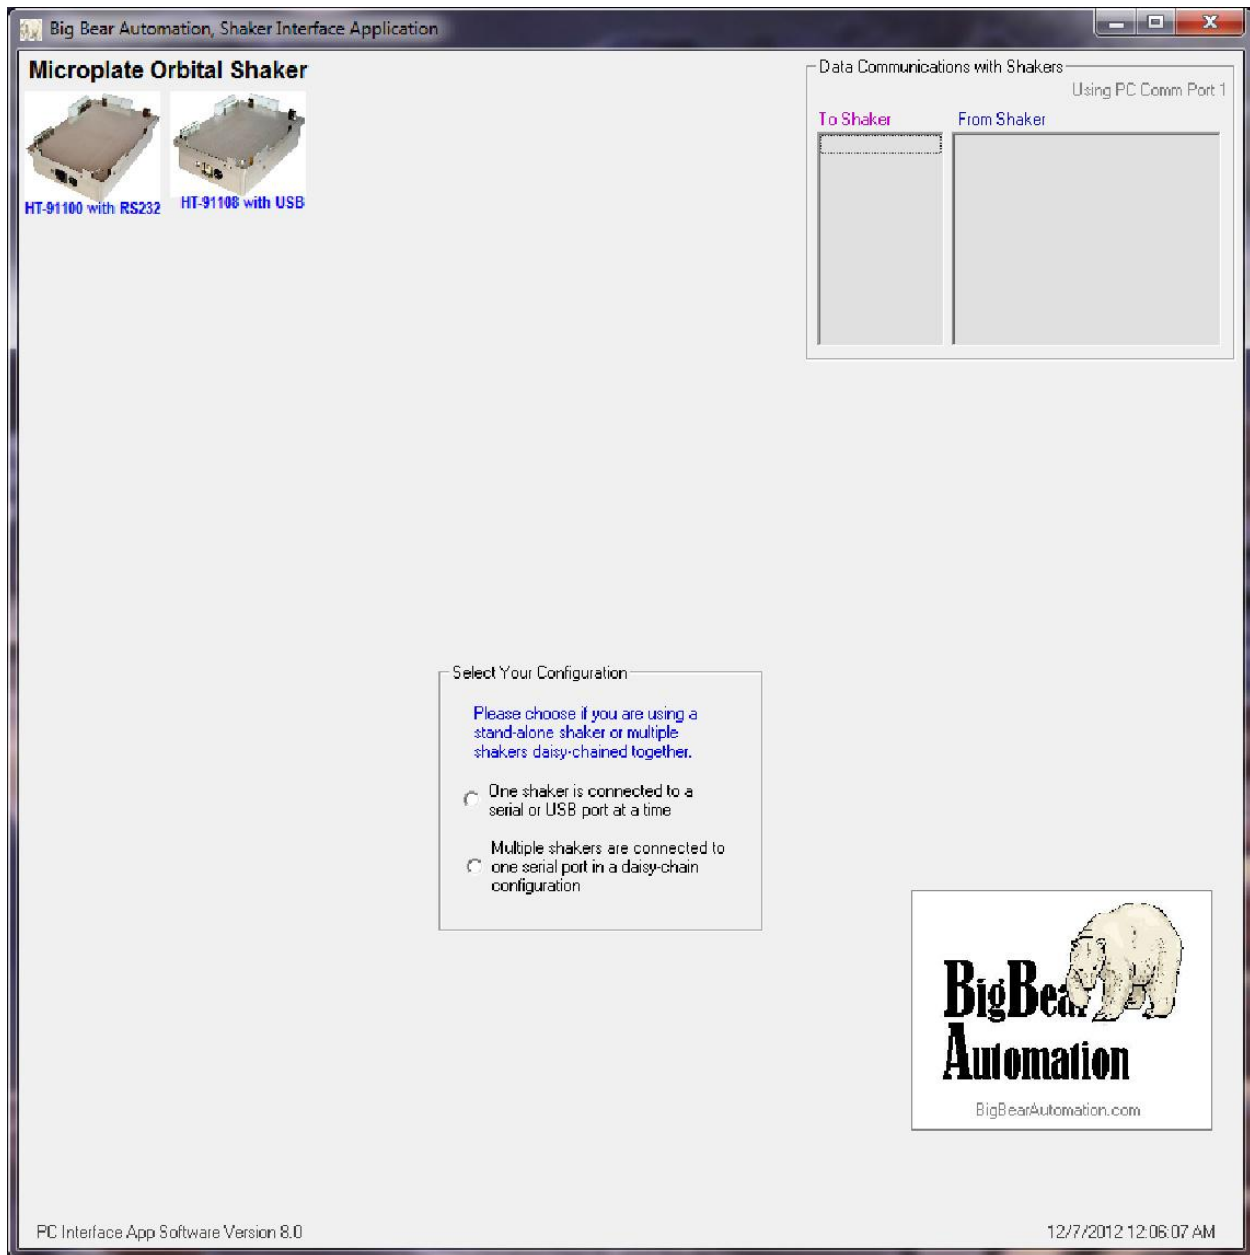 Big Bear Automation, Shaker Interface Application
Microplate Orbital Shaker
HT-91100 with RS232
HT-91108 with USB
Data Communications with Shakers
Using PC Comm Port 1
To Shaker
From Shaker
Select Your Configuration
Please choose if you are using a
stand-alone shaker or multiple
shakers daisy-chained together.
One shaker is connected to a
serial or USB port at a time
Multiple shakers are connected to
one serial port in a daisy-chain
configuration
BigBear
Automation
BigBearAutomation.com
PC Interface App Software Version 8.0
12/7/2012 12:06:07 AM